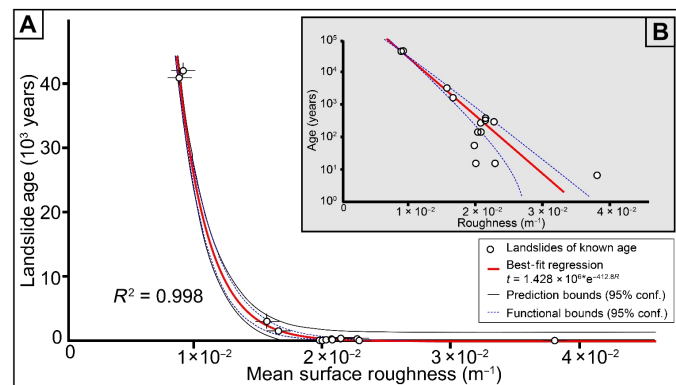 A
Landslide age (10³ years)
40
30
20
10
0
R² = 0.998
0
1×10⁻²
2×10⁻²
3×10⁻²
4×10⁻²
Mean surface roughness (m⁻¹)
B
Age (years)
10⁵
10⁴
10³
10²
10¹
10⁰
0
1 × 10⁻²
2 × 10⁻²
3 × 10⁻²
4 × 10⁻²
Roughness (m⁻¹)
Landslides of known age
Best-fit regression
t = 1.428 × 10⁶*e⁻⁴¹²·⁸ᴿ
Prediction bounds (95% conf.)
Functional bounds (95% conf.)